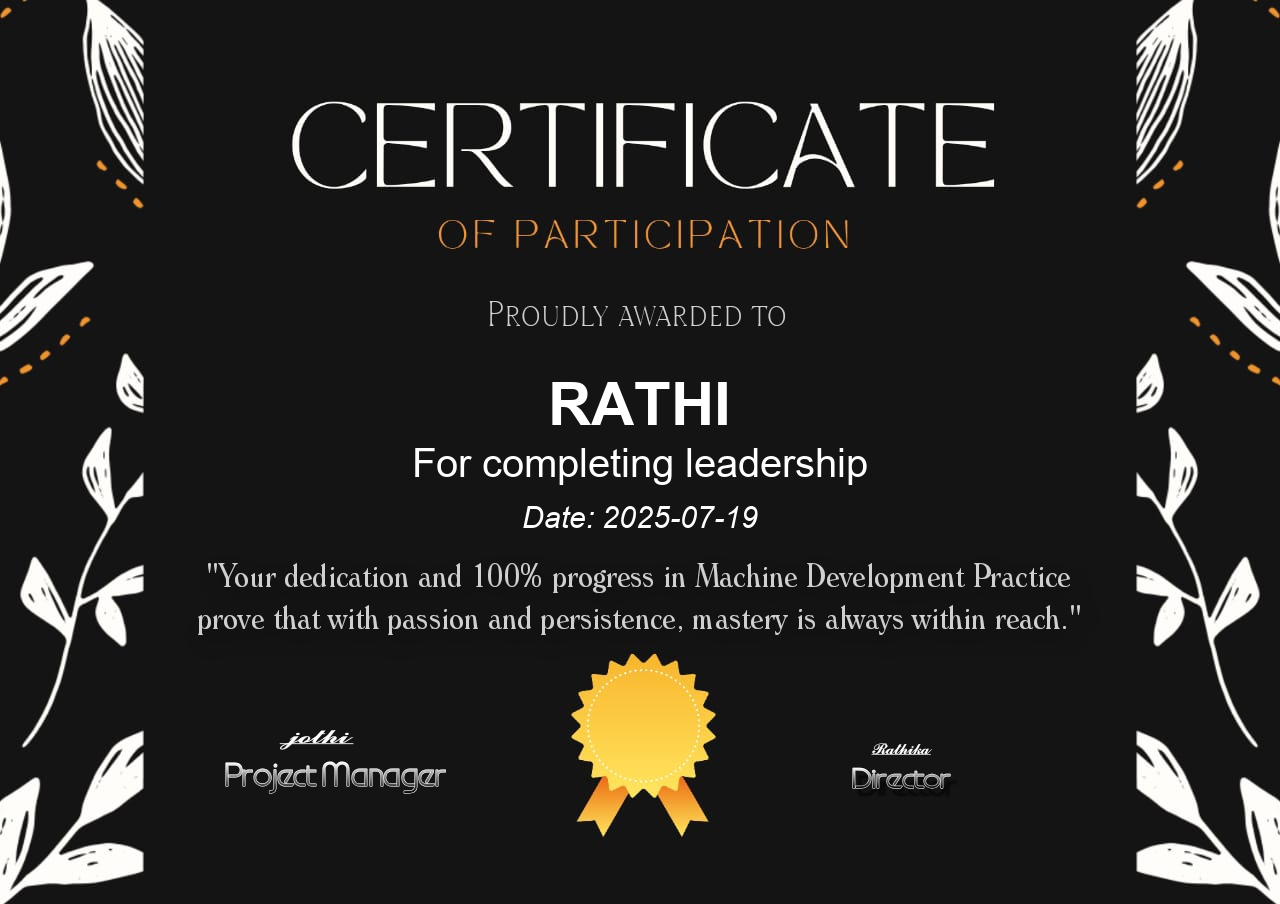 CERTIFICATE
OF PARTICIPATION
PROUDLY AWARDED TO
RATHI
For completing leadership
Date: 2025-07-19
"Your dedication and 100% progress in Machine Development Practice
prove that with passion and persistence, mastery is always within reach."
jothi
Project Manager
Rathika
Director